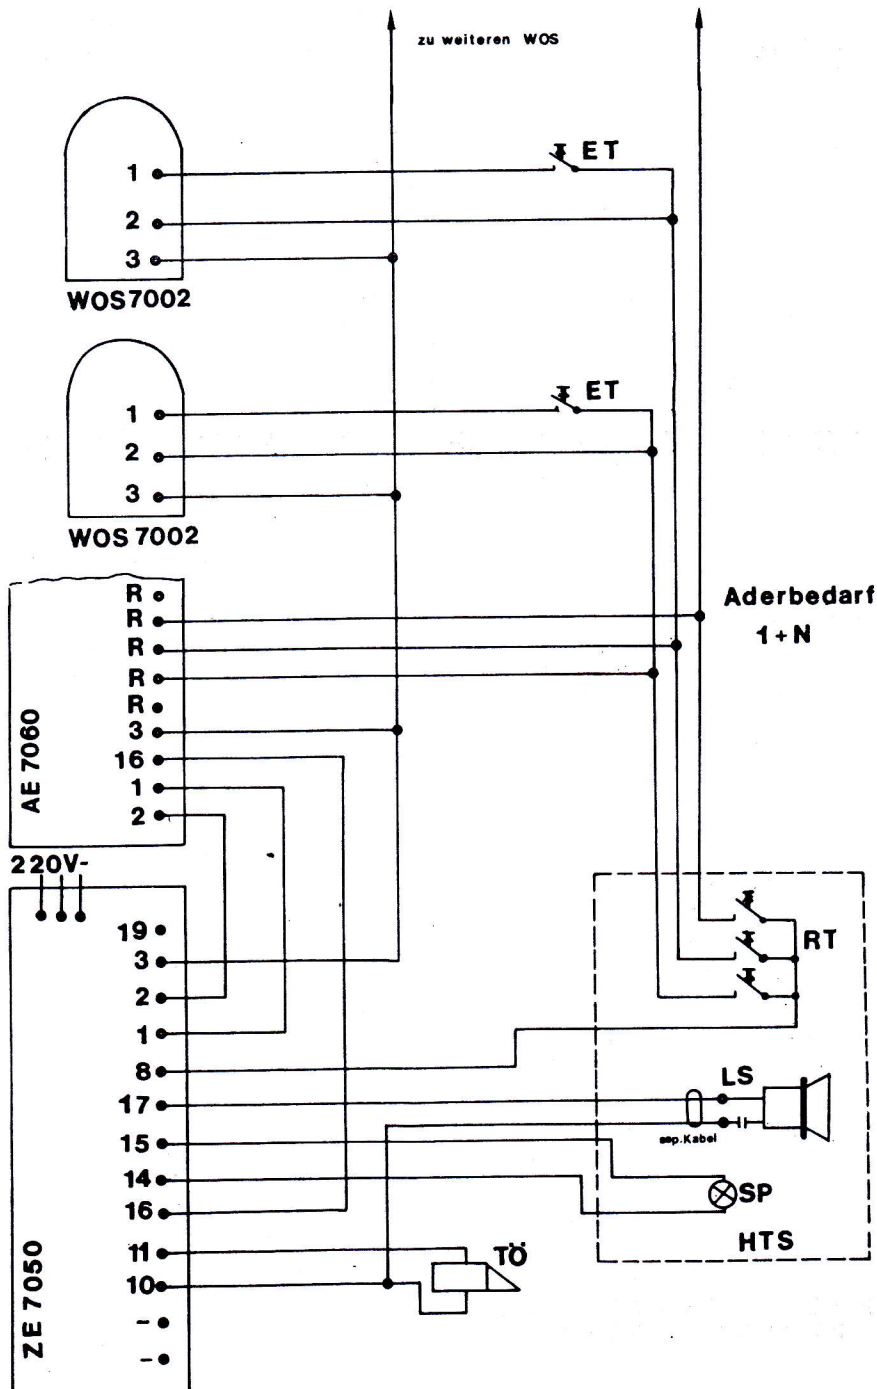 zu weiteren WOS
1
ET
2
3
WOS 7002
1
ET
2
3
WOS 7002
R
R
R
R
R
3
16
1
2
AE 7060
Aderbedarf
1 + N
220V-
19
3
2
1
8
17
15
14
16
11
10
-
-
ZE 7050
RT
LS
sep. Kabel
SP
HTS
TÖ